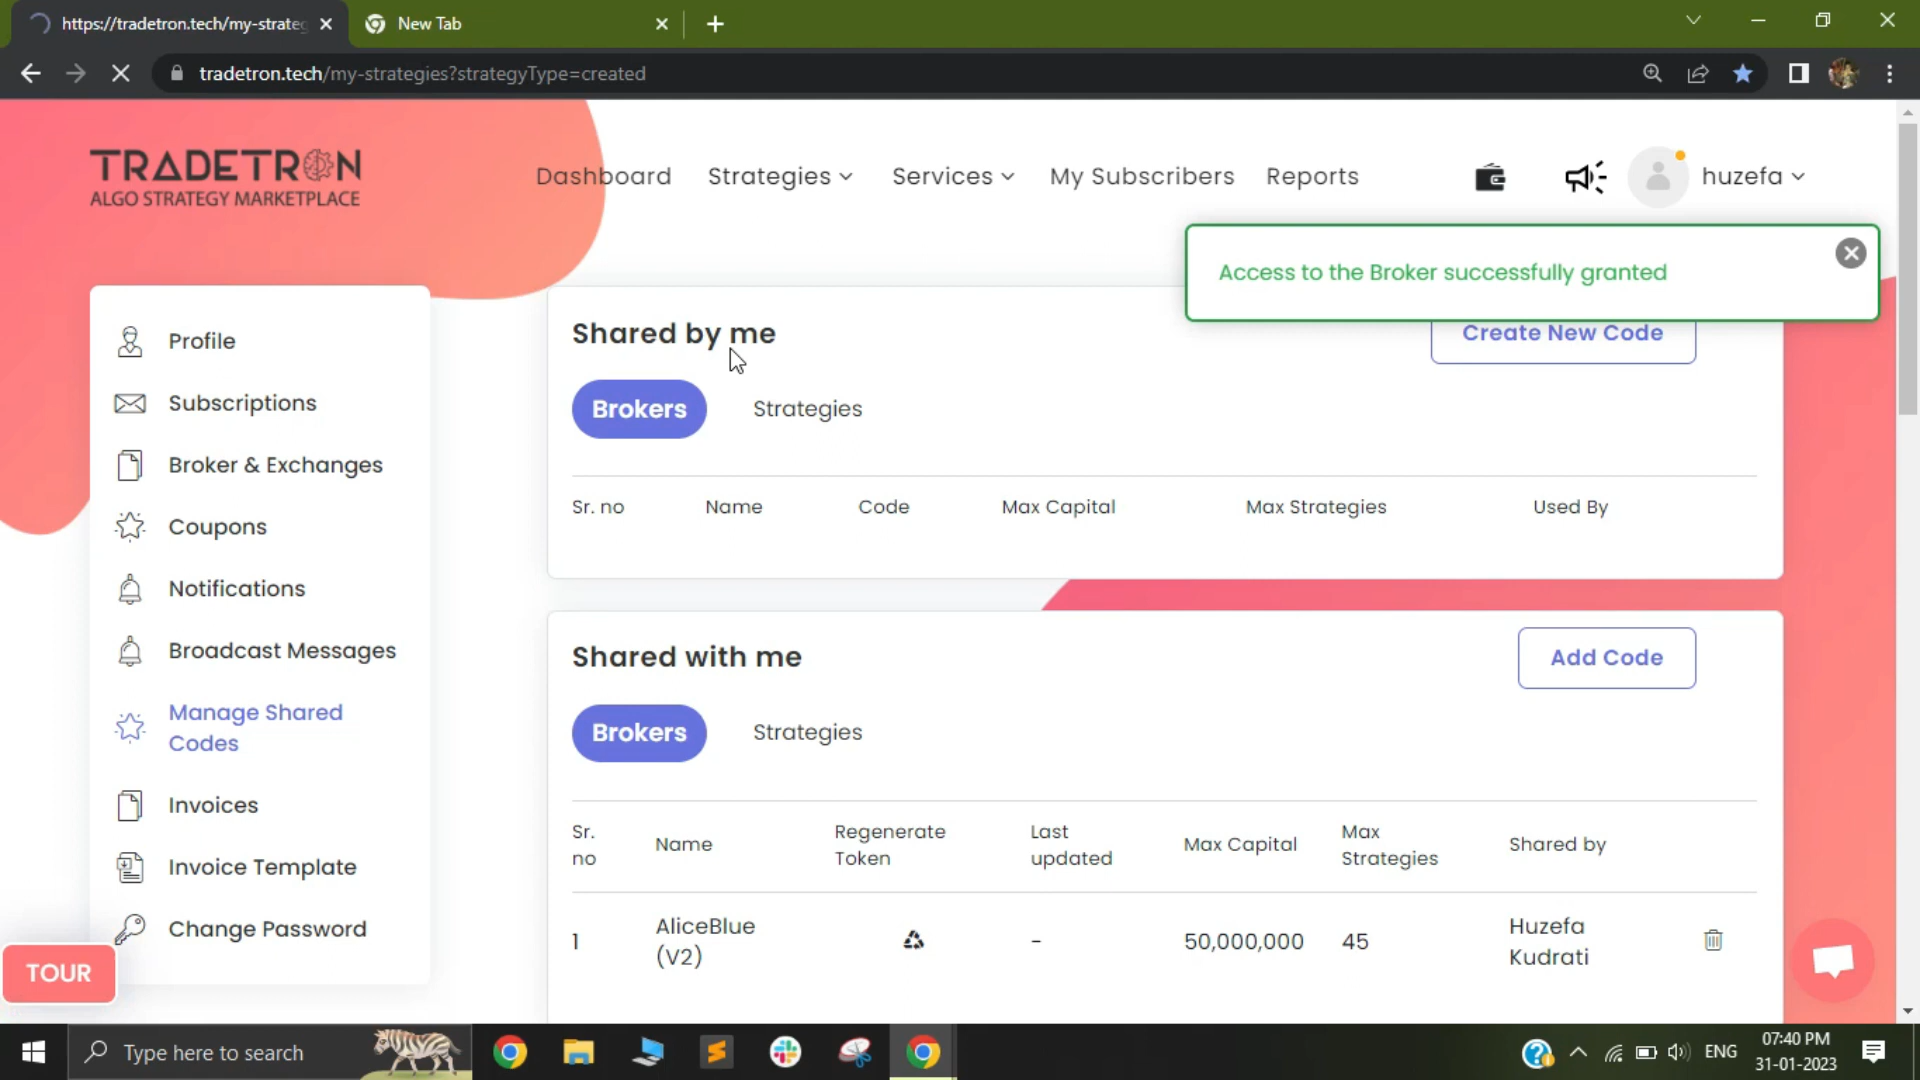 https://tradetron.tech/my-strateg
New Tab
tradetron.tech/my-strategies?strategyType=created
TRADETRON
ALGO STRATEGY MARKETPLACE
Dashboard
Strategies
Services
My Subscribers
Reports
huzefa
Access to the Broker successfully granted
Profile
Subscriptions
Broker & Exchanges
Coupons
Notifications
Broadcast Messages
Manage Shared
Codes
Invoices
Invoice Template
Change Password
TOUR
Shared by me
Create New Code
Brokers
Strategies
Sr. no
Name
Code
Max Capital
Max Strategies
Used By
Shared with me
Add Code
Brokers
Strategies
Sr.
no
Name
Regenerate
Token
Last
updated
Max Capital
Max
Strategies
Shared by
1
AliceBlue
(V2)
-
50,000,000
45
Huzefa
Kudrati
Type here to search
ENG
07:40 PM
31-01-2023